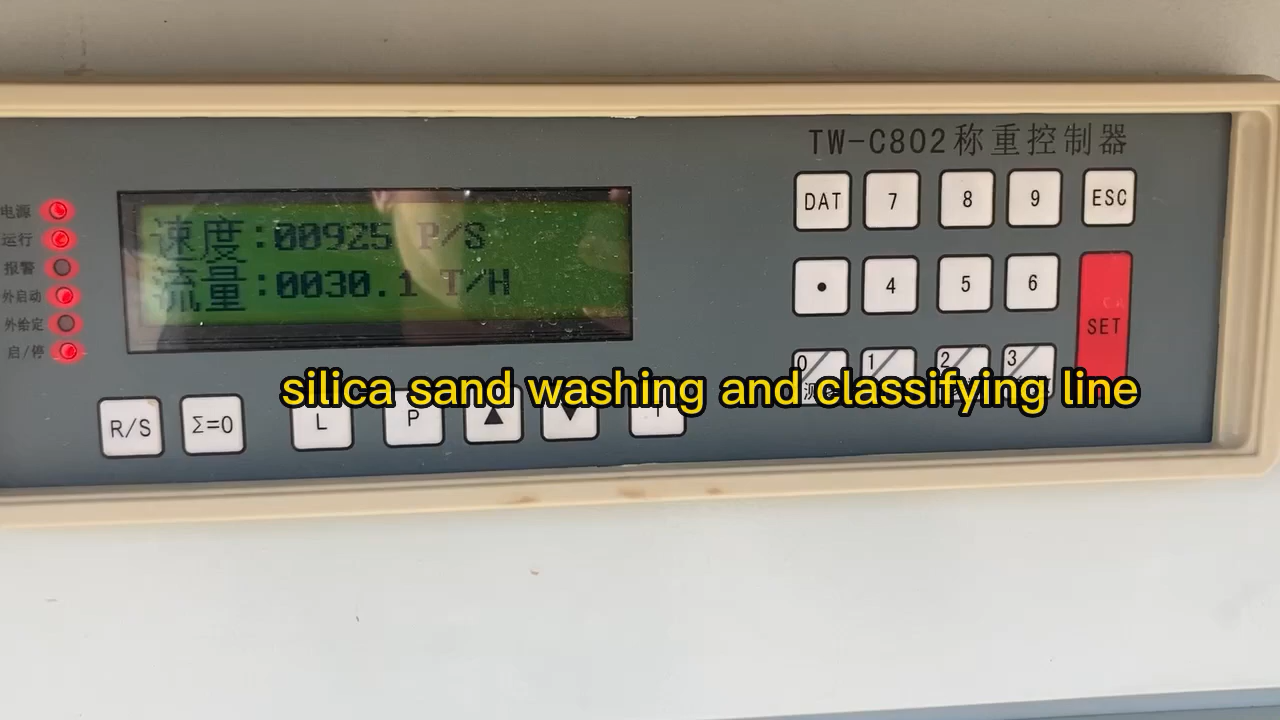 TW-C802称重控制器
电源
运行
报警
外启动
外给定
启/停
速度:00925 P/S
流量:0030.1 T/H
DAT 7 8 9 ESC
• 4 5 6 SET
0 1 2 3
silica sand washing and classifying line
R/S Σ=0 L P ▲ ▼